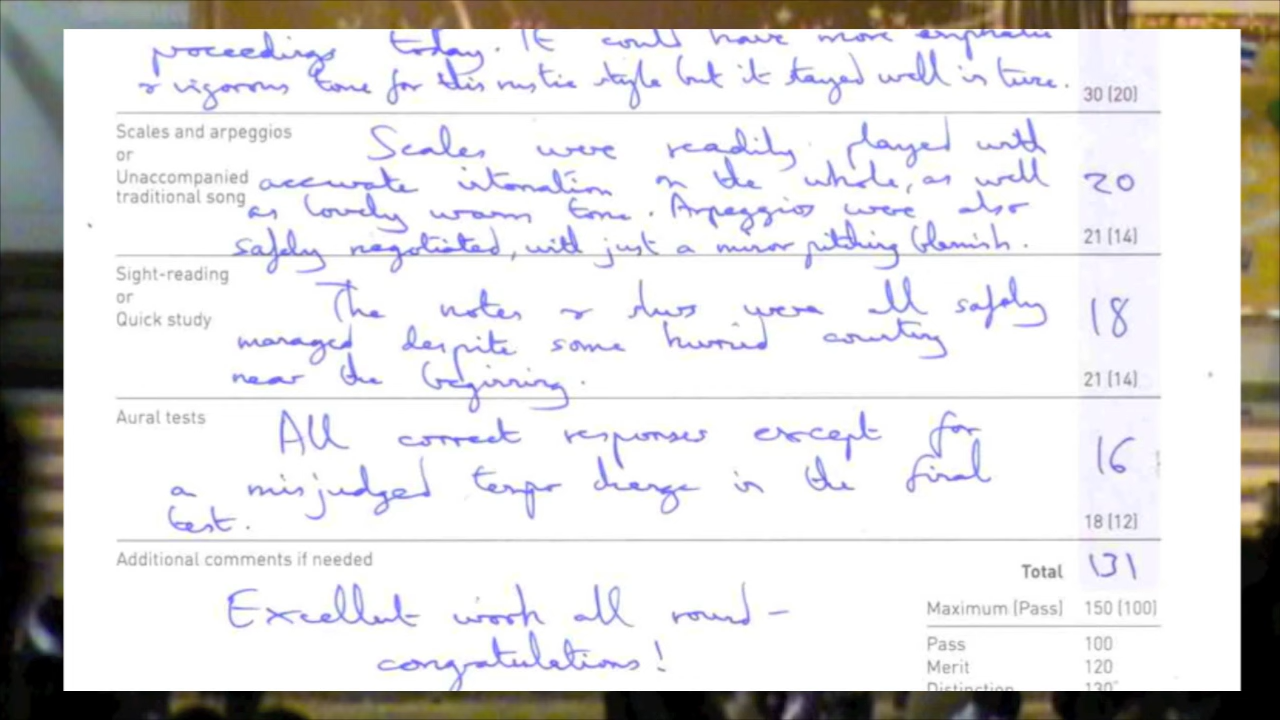 proceedings today. It could have more emphatic
& vigorous tone for this rustic style but it stayed well in tune.
30 (20)
Scales and arpeggios
or
Unaccompanied
traditional song
Scales were readily played with
accurate intonation on the whole, as well
as lovely warm tone. Arpeggios were also
safely negotiated, with just a minor pitching blemish.
20
21 (14)
Sight-reading
or
Quick study
The notes & slurs were all safely
managed despite some hurried counting
near the beginning.
18
21 (14)
Aural tests
All correct responses except for
a misjudged tempo change in the final
test.
16
18 (12)
Additional comments if needed
Total 131
Excellent work all round –
congratulations!
Maximum (Pass) 150 (100)
Pass 100
Merit 120
Distinction 130